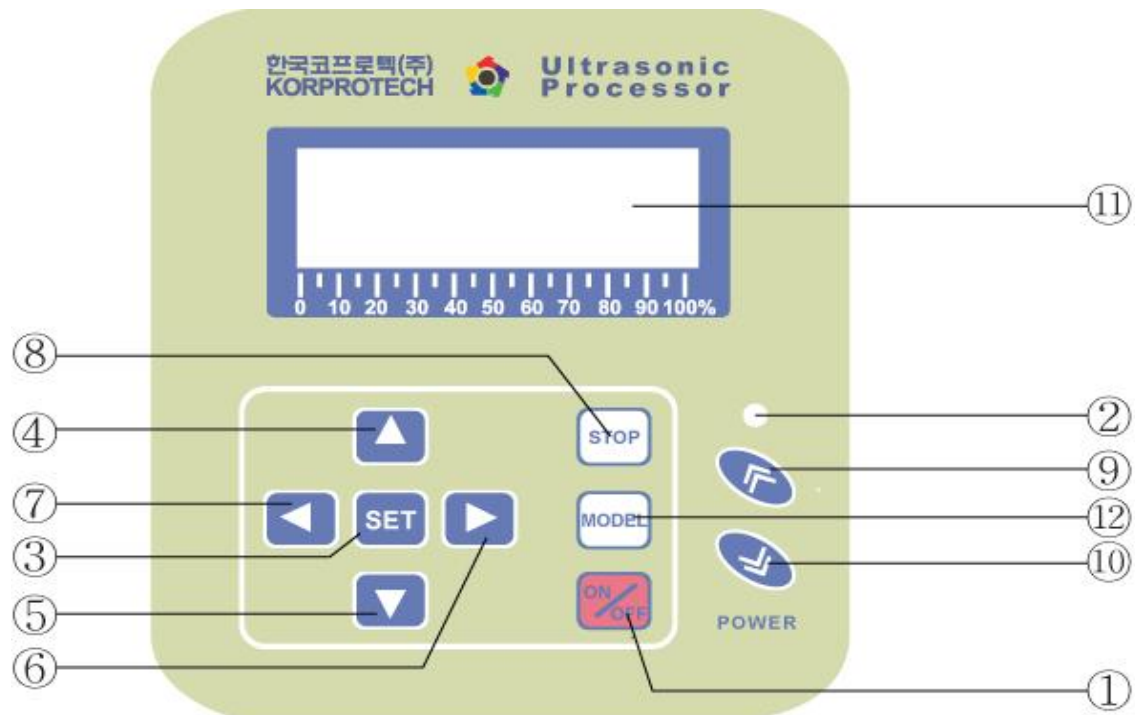 한국코프로텍(주)
KORPROTECH
Ultrasonic
Processor
⑪
0 10 20 30 40 50 60 70 80 90 100%
⑧
④
STOP
②
⑨
⑦
SET
MODEL
⑫
③
⑩
⑤
ON/OFF
POWER
⑥
①